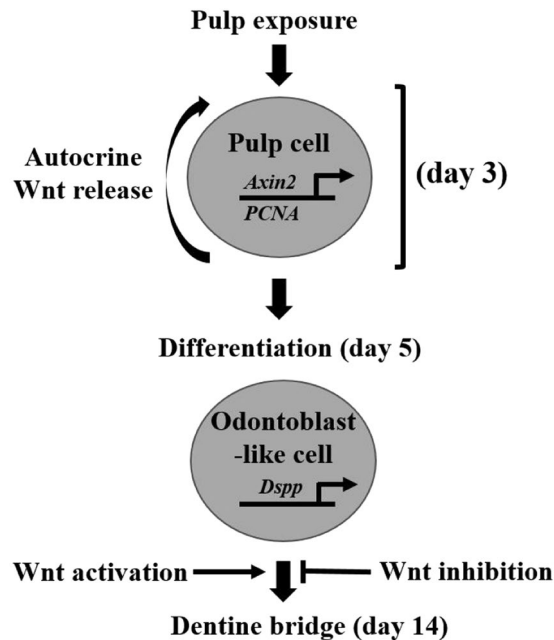 Pulp exposure
Autocrine
Wnt release
Pulp cell
Axin2
PCNA
(day 3)
Differentiation (day 5)
Odontoblast
-like cell
Dspp
Wnt activation
Wnt inhibition
Dentine bridge (day 14)